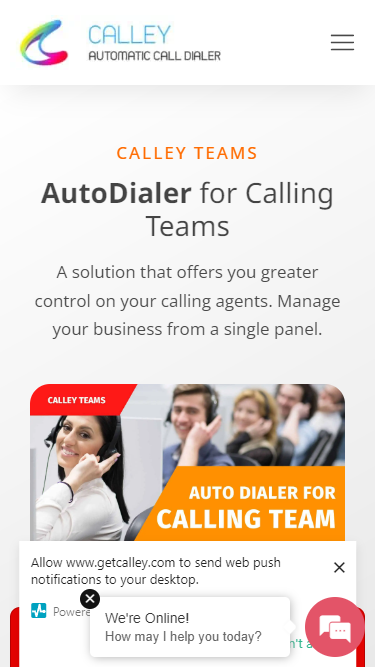 CALLEY
AUTOMATIC CALL DIALER
CALLEY TEAMS
AutoDialer for Calling
Teams
A solution that offers you greater
control on your calling agents. Manage
your business from a single panel.
CALLEY TEAMS
AUTO DIALER FOR
CALLING TEAM
Allow www.getcalley.com to send web push
notifications to your desktop.
We're Online!
How may I help you today?